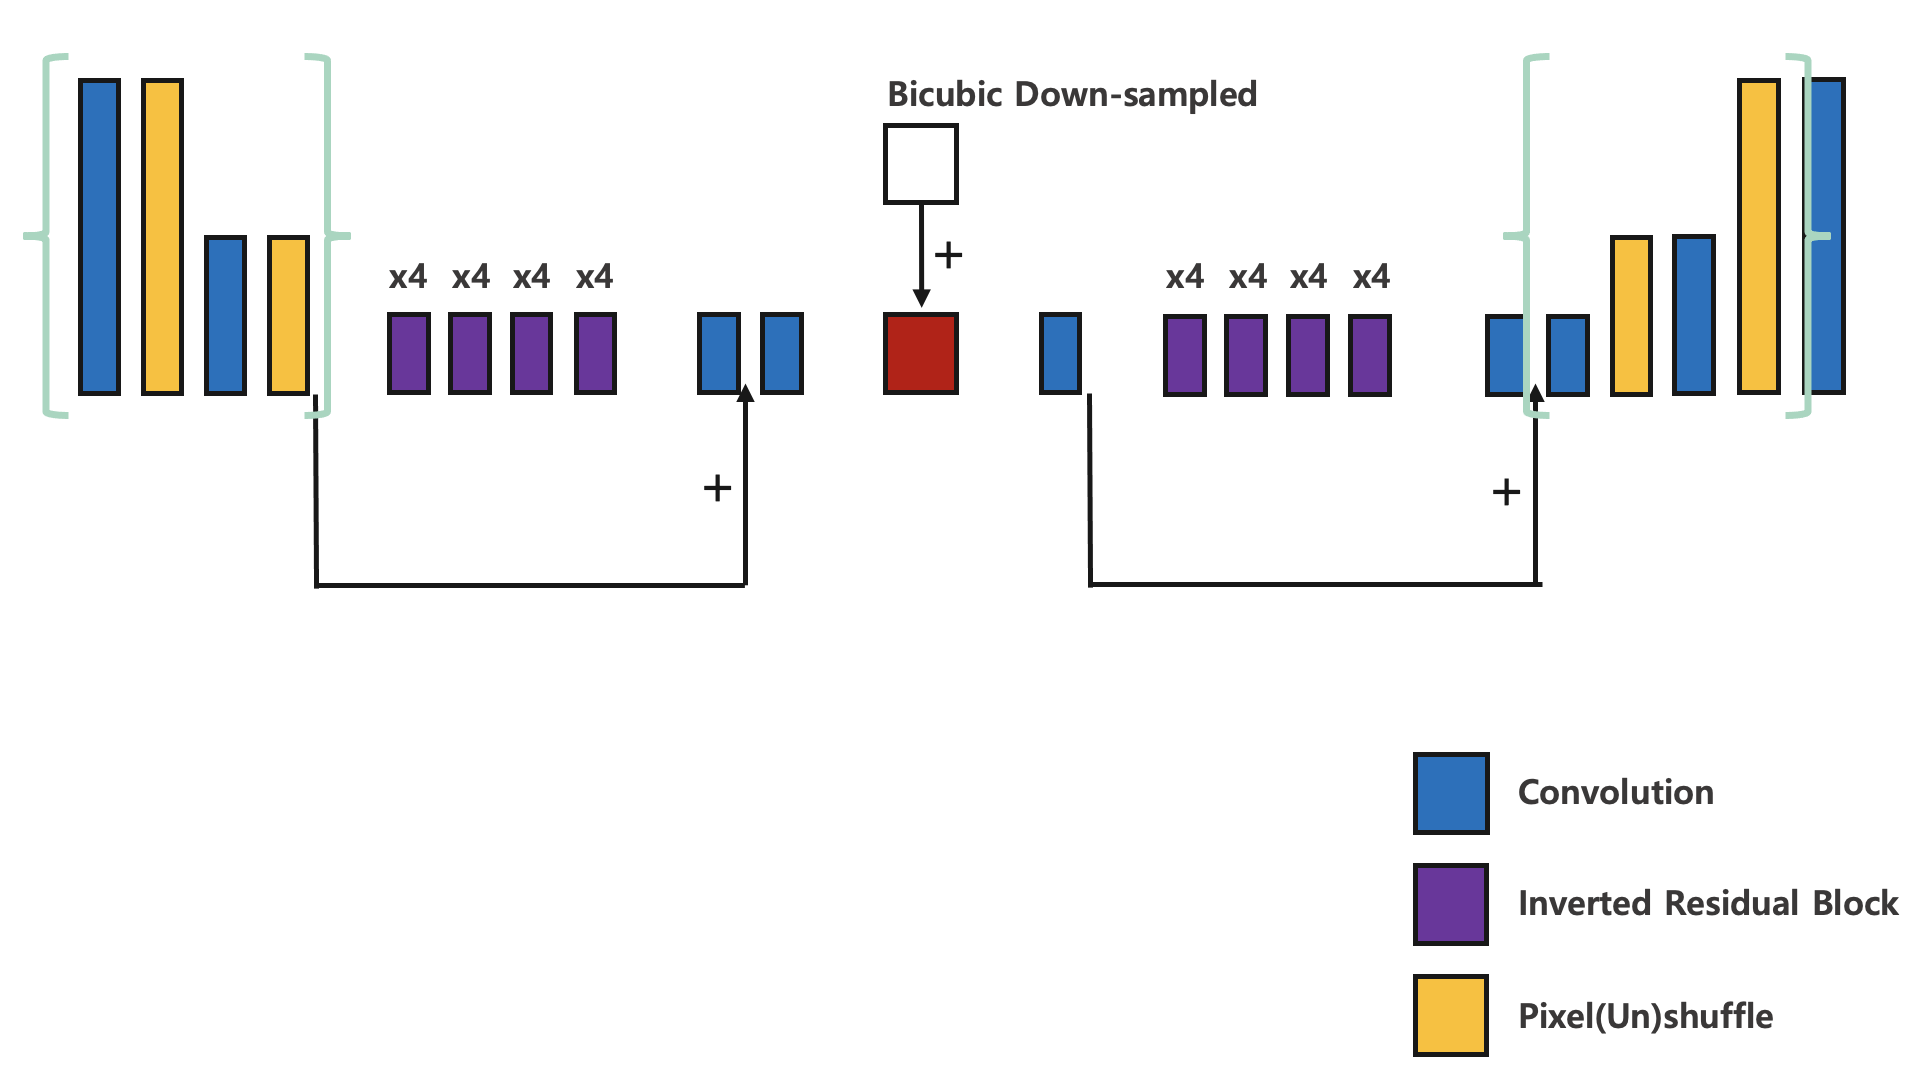 Bicubic Down-sampled
+
x4 x4 x4 x4
x4 x4 x4 x4
+
+
Convolution
Inverted Residual Block
Pixel(Un)shuffle